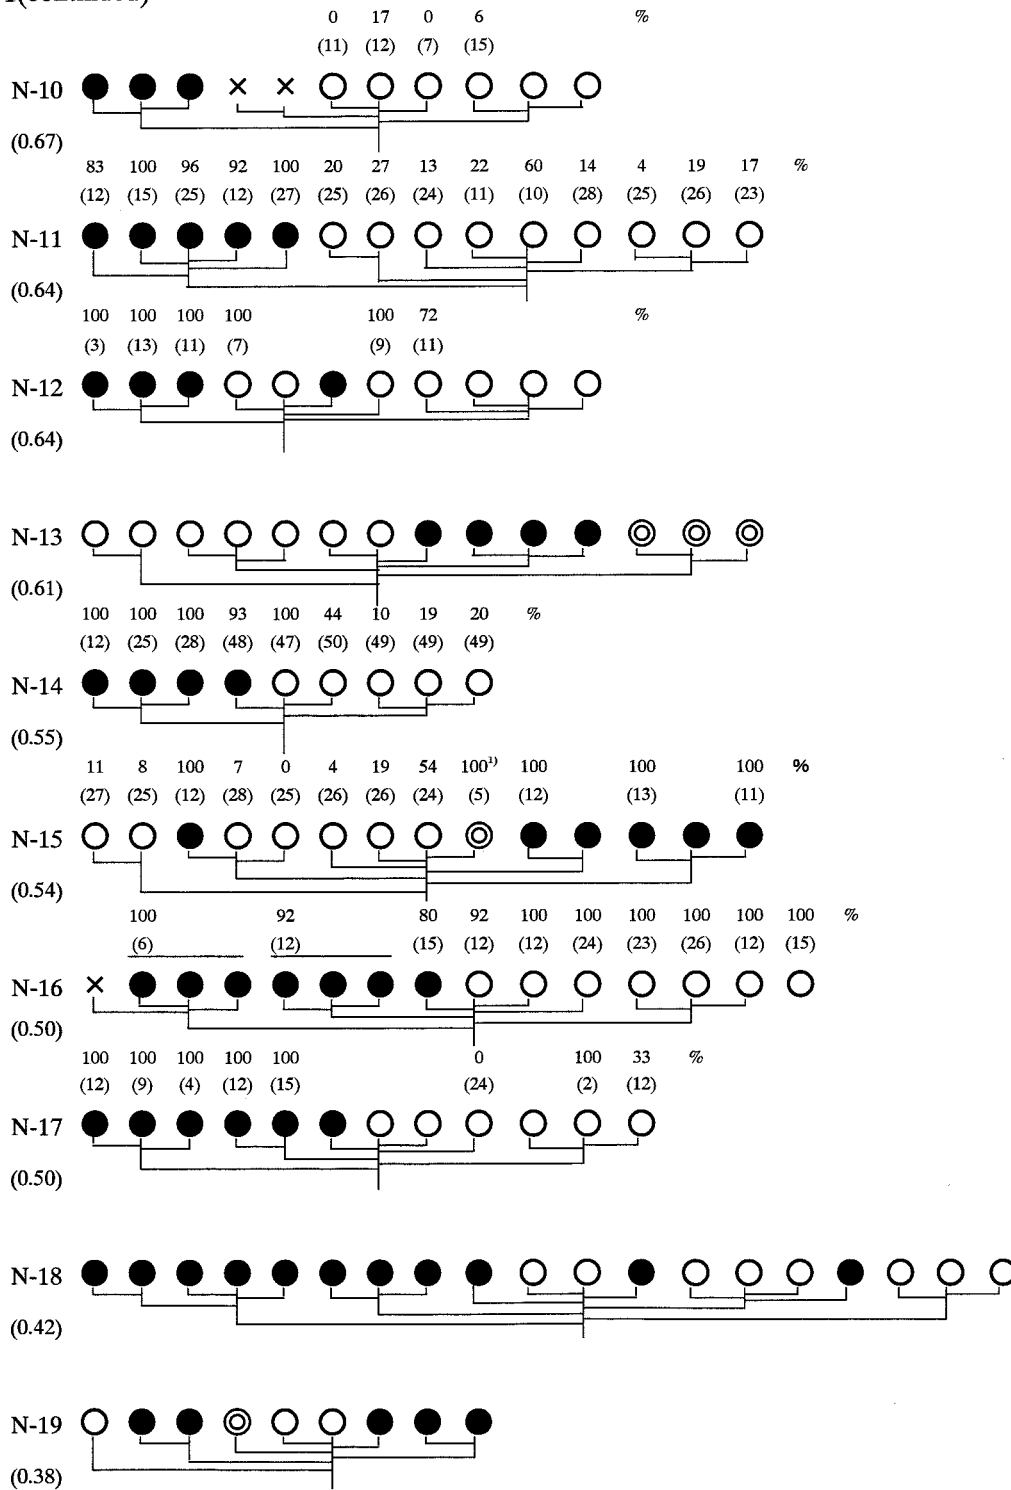 0 17 0 6 %
(11) (12) (7) (15)
N-10
(0.67)
83 100 96 92 100 20 27 13 22 60 14 4 19 17 %
(12) (15) (25) (12) (27) (25) (26) (24) (11) (10) (28) (25) (26) (23)
N-11
(0.64)
100 100 100 100 100 72 %
(3) (13) (11) (7) (9) (11)
N-12
(0.64)
N-13
(0.61)
100 100 100 93 100 44 10 19 20 %
(12) (25) (28) (48) (47) (50) (49) (49) (49)
N-14
(0.55)
11 8 100 7 0 4 19 54 100¹⁾ 100 100 100 %
(27) (25) (12) (28) (25) (26) (26) (24) (5) (12) (13) (11)
N-15
(0.54)
100 92 80 92 100 100 100 100 100 100 %
(6) (12) (15) (12) (12) (24) (23) (26) (12) (15)
N-16
(0.50)
100 100 100 100 100 0 100 33 %
(12) (9) (4) (12) (15) (24) (2) (12)
N-17
(0.50)
N-18
(0.42)
N-19
(0.38)